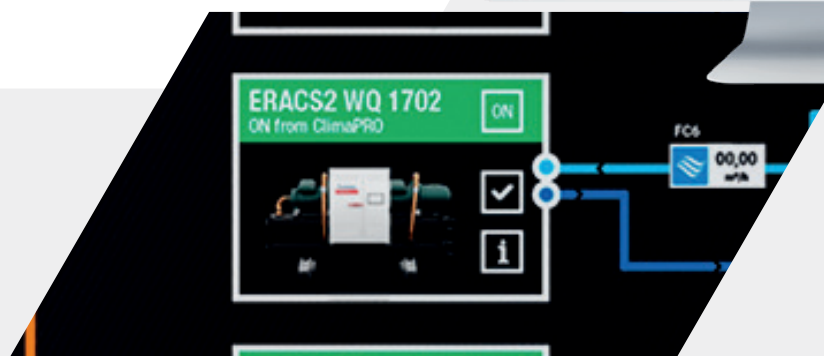 ERACS2 WQ 1702
ON from ClimaPRO
ON
i
FC6
00,00